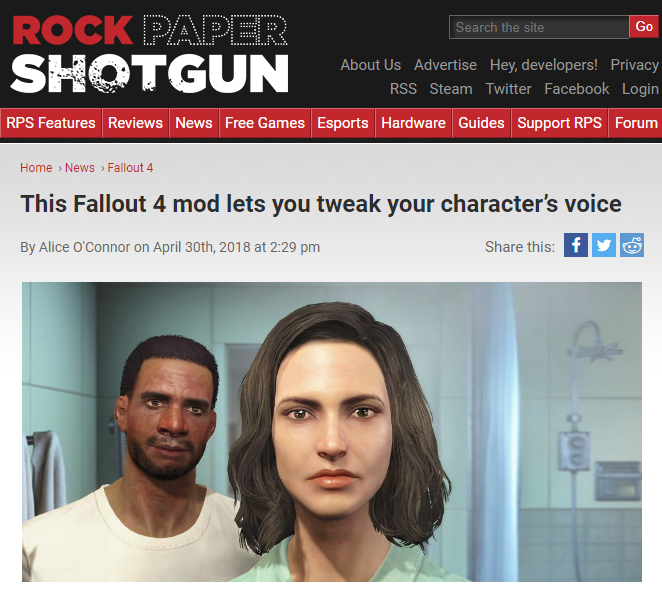 ROCK PAPER
SHOTGUN
Search the site
Go
About Us Advertise Hey, developers! Privacy
RSS Steam Twitter Facebook Login
RPS Features Reviews News Free Games Esports Hardware Guides Support RPS Forum
Home › News › Fallout 4
This Fallout 4 mod lets you tweak your character’s voice
By Alice O'Connor on April 30th, 2018 at 2:29 pm
Share this: